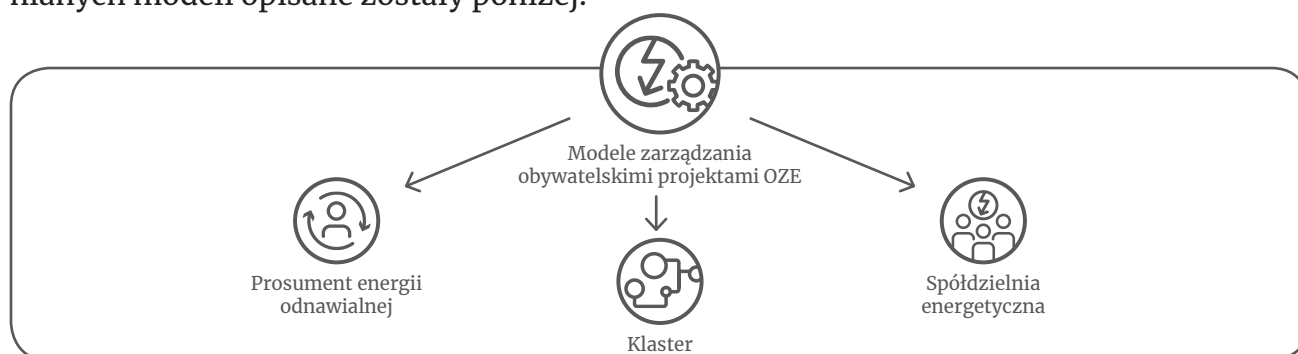 modeli opisane zostały poniżej.
Modele zarządzania
obywatelskimi projektami OZE
Prosument energii
odnawialnej
Klaster
Spółdzielnia
energetyczna